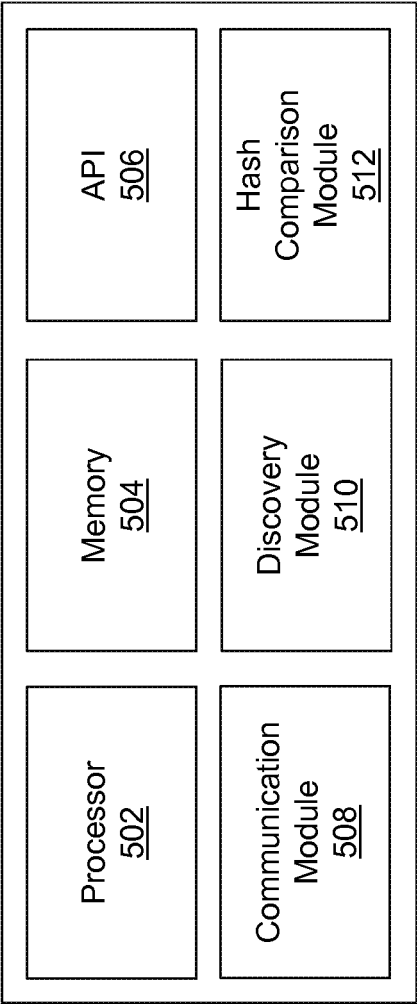 Processor
502
Memory
504
API
506
Communication
Module
508
Discovery
Module
510
Hash
Comparison
Module
512